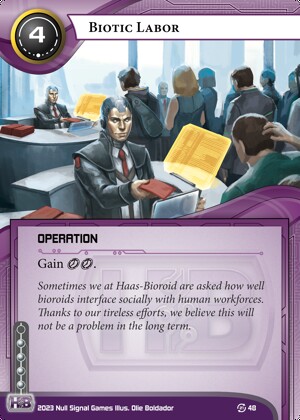 4
BIOTIC LABOR
OPERATION
Gain
.
Sometimes we at Haas-Bioroid are asked how well
bioroids interface socially with human workforces.
Thanks to our tireless efforts, we believe this will
not be a problem in the long term.
H B
H B
2023 Null Signal Games Illus. Olie Boldador
40